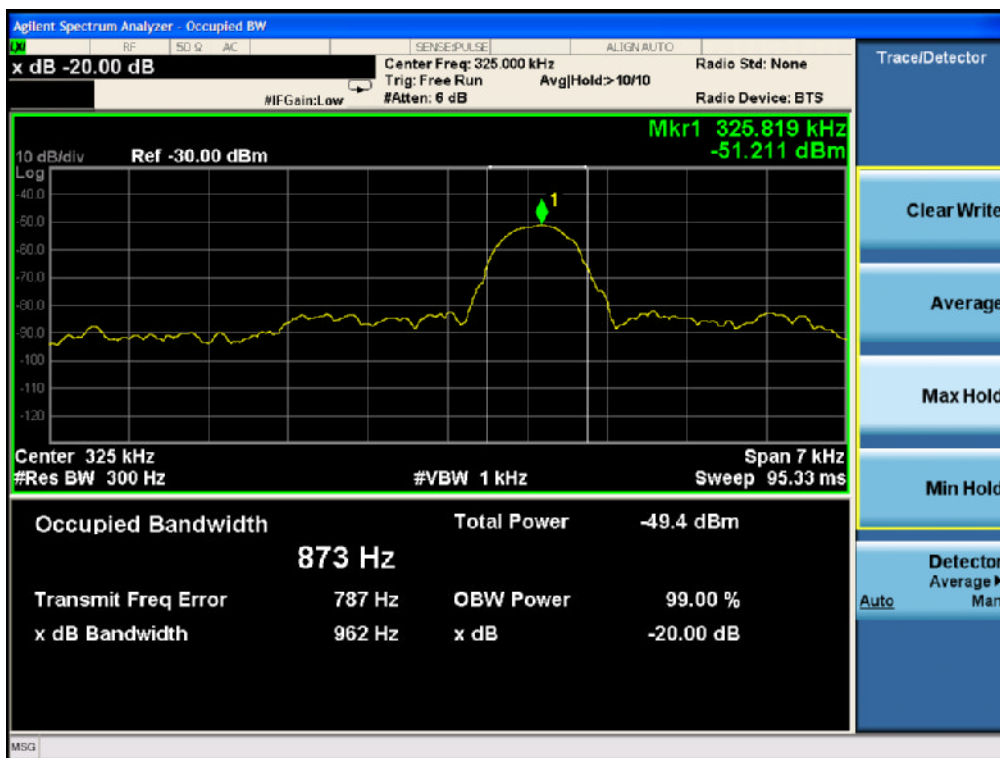 Agilent Spectrum Analyzer - Occupied BW
LXI RF 50 Ω AC SENSE:PULSE ALIGN AUTO
x dB -20.00 dB
Center Freq: 325.000 kHz Radio Std: None
Trig: Free Run Avg|Hold:>10/10
#IFGain:Low #Atten: 6 dB Radio Device: BTS
Mkr1 325.819 kHz
-51.211 dBm
10 dB/div Ref -30.00 dBm
Log
-40.0
1
-50.0
-60.0
-70.0
-80.0
-90.0
-100
-110
-120
Center 325 kHz Span 7 kHz
#Res BW 300 Hz #VBW 1 kHz Sweep 95.33 ms
Occupied Bandwidth Total Power -49.4 dBm
873 Hz
Transmit Freq Error 787 Hz OBW Power 99.00 %
x dB Bandwidth 962 Hz x dB -20.00 dB
MSG
Trace/Detector
Clear Write
Average
Max Hold
Min Hold
Detector
Average
Auto Man